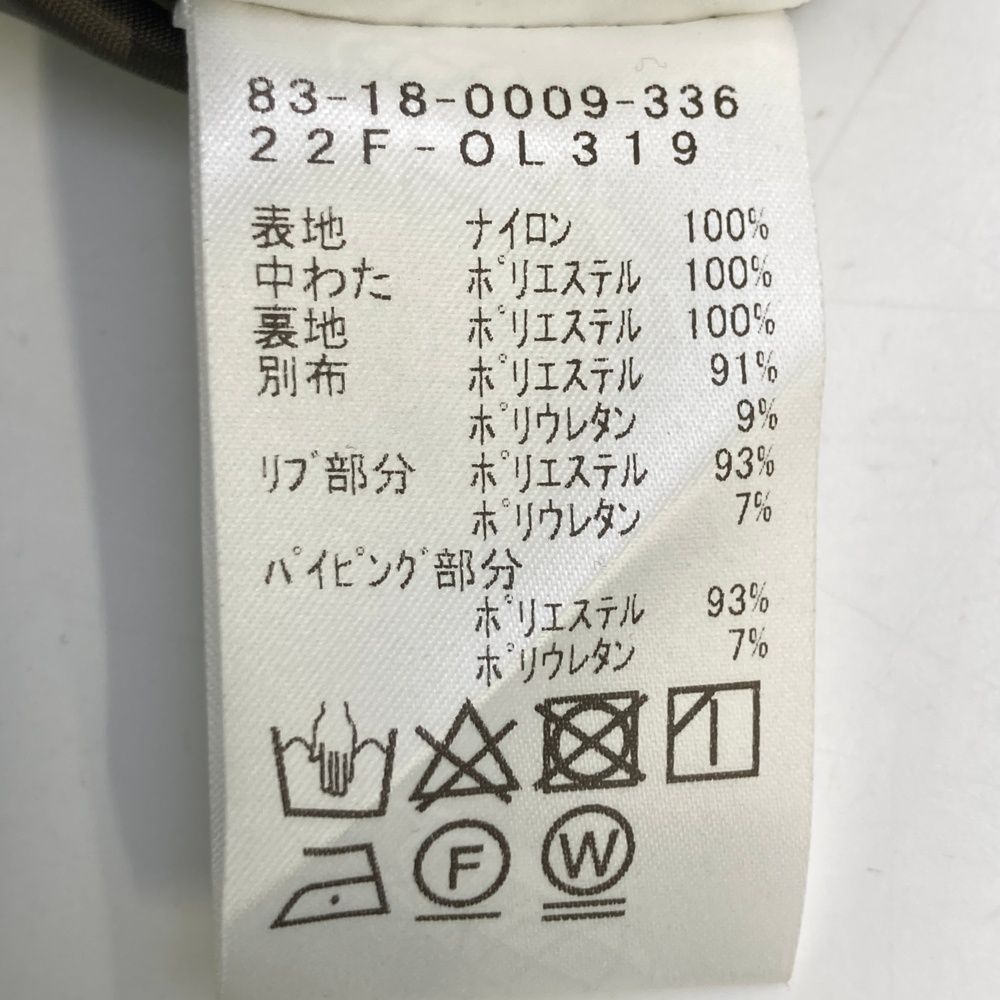 83-18-0009-336
22F-OL319
表地 ナイロン 100%
中わた ポリエステル 100%
裏地 ポリエステル 100%
別布 ポリエステル 91%
ポリウレタン 9%
リブ部分 ポリエステル 93%
ポリウレタン 7%
パイピング部分
ポリエステル 93%
ポリウレタン 7%
F W